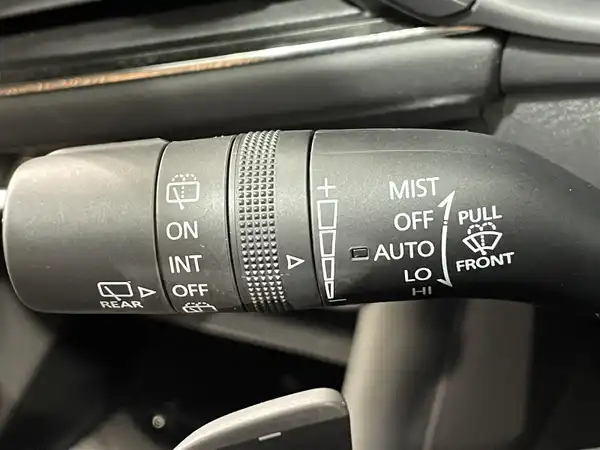 REAR
ON
INT
OFF
+
MIST
OFF
AUTO
LO
HI
PULL
FRONT